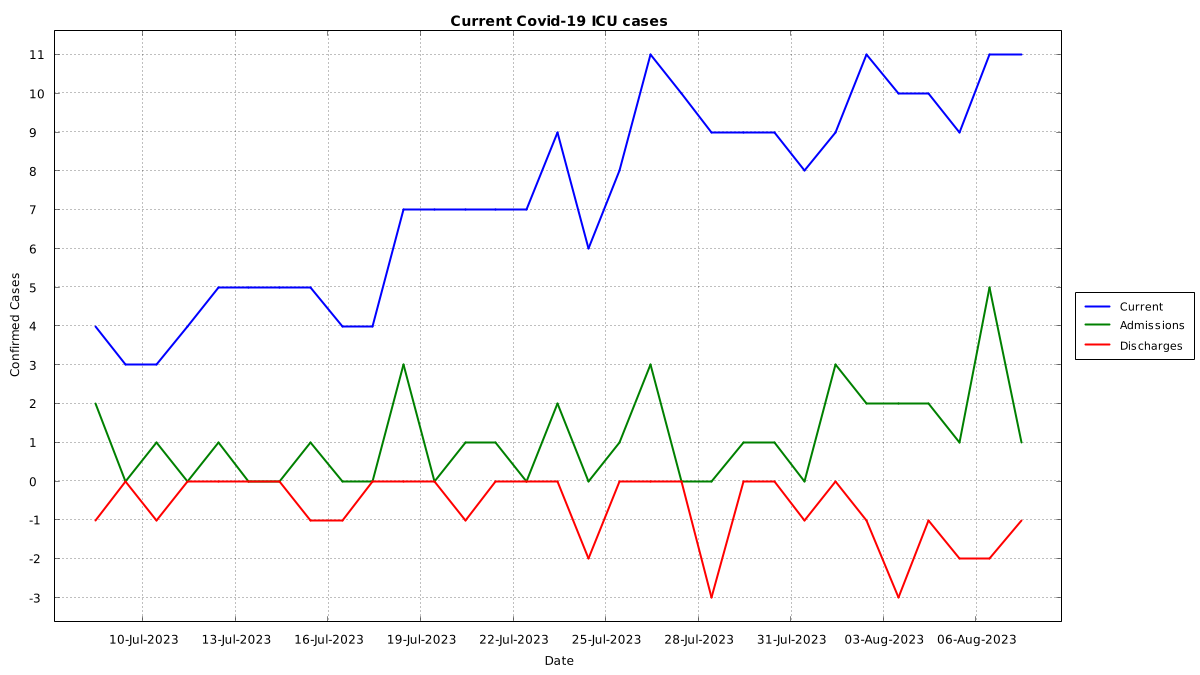 Current Covid-19 ICU cases
11
10
9
8
7
6
5
4
3
2
1
0
-1
-2
-3
Confirmed Cases
10-Jul-2023 13-Jul-2023 16-Jul-2023 19-Jul-2023 22-Jul-2023 25-Jul-2023 28-Jul-2023 31-Jul-2023 03-Aug-2023 06-Aug-2023
Date
Current
Admissions
Discharges